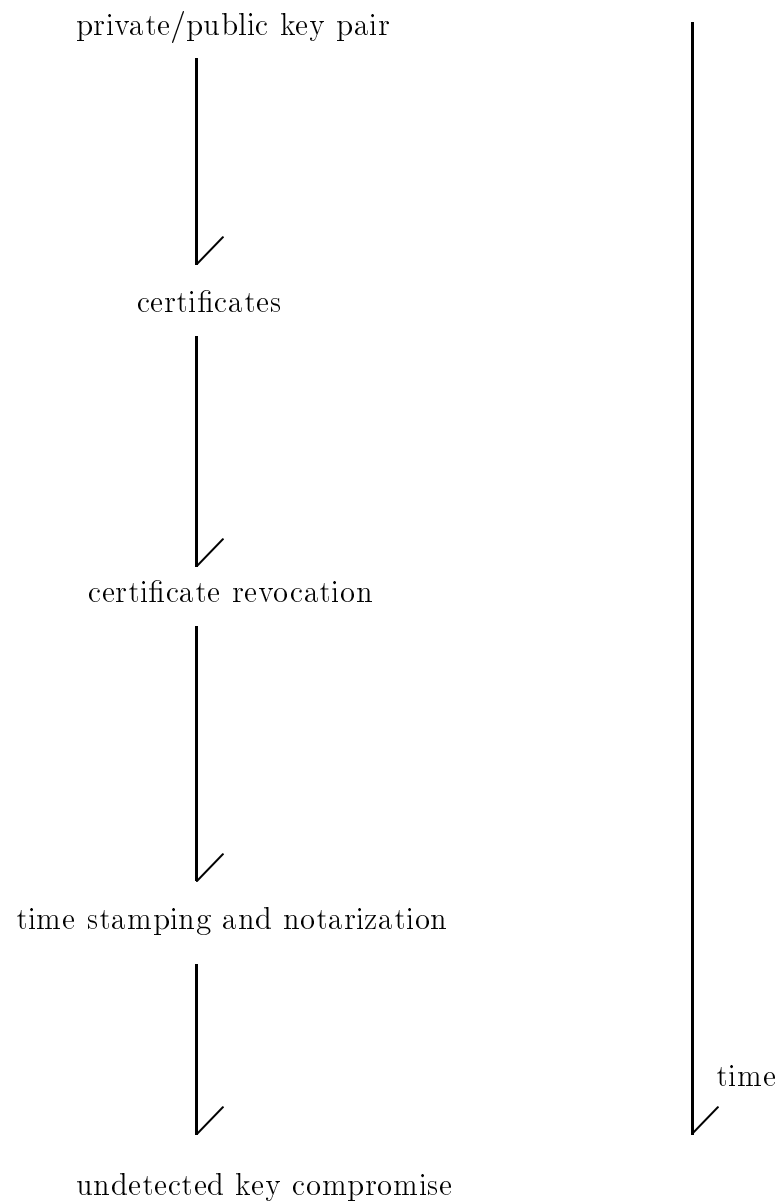 private/public key pair
certificates
certificate revocation
time stamping and notarization
time
undetected key compromise